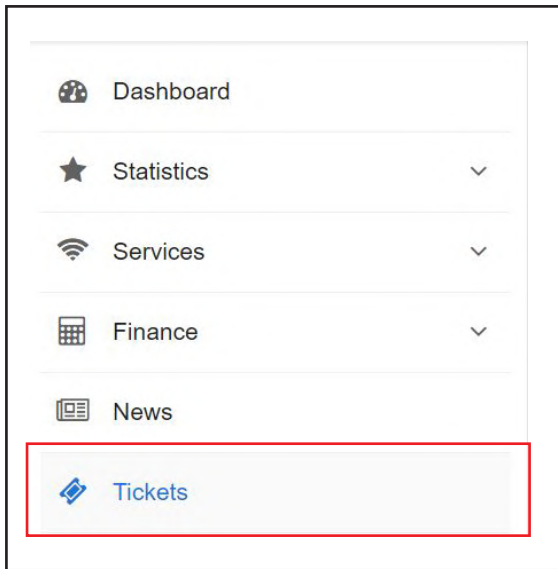 Dashboard
Statistics
Services
Finance
News
Tickets